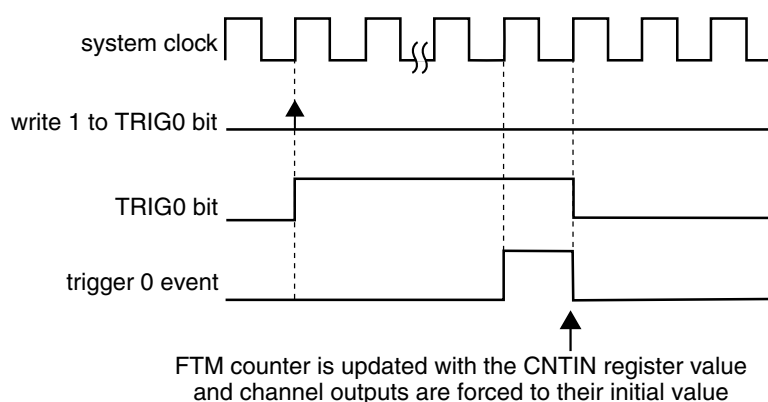 system clock
write 1 to TRIG0 bit
TRIG0 bit
trigger 0 event
FTM counter is updated with the CNTIN register value
and channel outputs are forced to their initial value